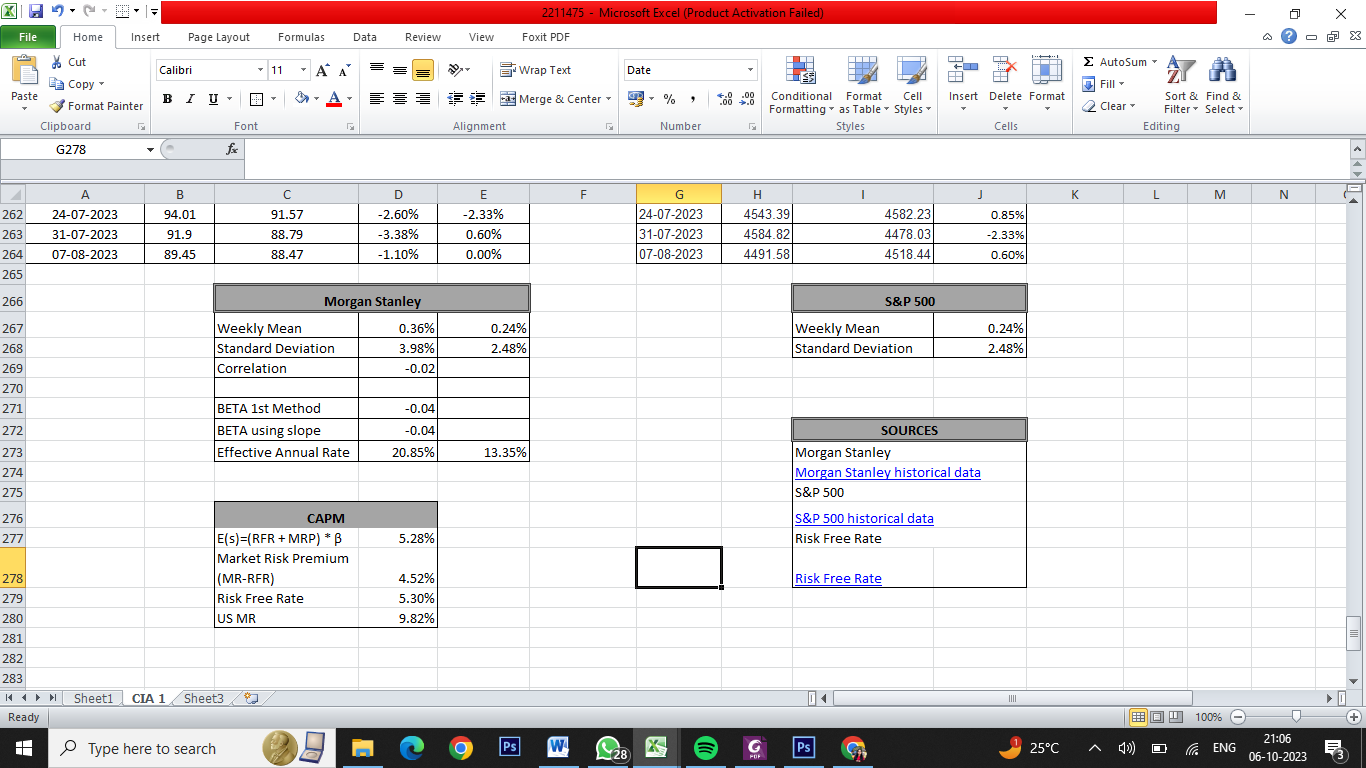 2211475 - Microsoft Excel (Product Activation Failed)
File Home Insert Page Layout Formulas Data Review View Foxit PDF
Paste Cut Copy Format Painter Clipboard
Calibri 11 B I U Font
Wrap Text Merge & Center Alignment
Date % , Number
Conditional Formatting Format as Table Cell Styles Styles
Insert Delete Format Cells
Σ AutoSum Fill Clear Sort & Filter Find & Select Editing
G278 fx
A B C D E F G H I J K L M N
262 24-07-2023 94.01 91.57 -2.60% -2.33% 24-07-2023 4543.39 4582.23 0.85%
263 31-07-2023 91.9 88.79 -3.38% 0.60% 31-07-2023 4584.82 4478.03 -2.33%
264 07-08-2023 89.45 88.47 -1.10% 0.00% 07-08-2023 4491.58 4518.44 0.60%
265
266 Morgan Stanley S&P 500
267 Weekly Mean 0.36% 0.24% Weekly Mean 0.24%
268 Standard Deviation 3.98% 2.48% Standard Deviation 2.48%
269 Correlation -0.02
270
271 BETA 1st Method -0.04
272 BETA using slope -0.04 SOURCES
273 Effective Annual Rate 20.85% 13.35% Morgan Stanley
274 Morgan Stanley historical data
275 S&P 500
276 CAPM S&P 500 historical data
277 E(s)=(RFR + MRP) * β 5.28% Risk Free Rate
Market Risk Premium
278 (MR-RFR) 4.52% Risk Free Rate
279 Risk Free Rate 5.30%
280 US MR 9.82%
281
282
283
Sheet1 CIA 1 Sheet3
Ready 100%
Type here to search 28 25°C ENG 21:06
06-10-2023 3